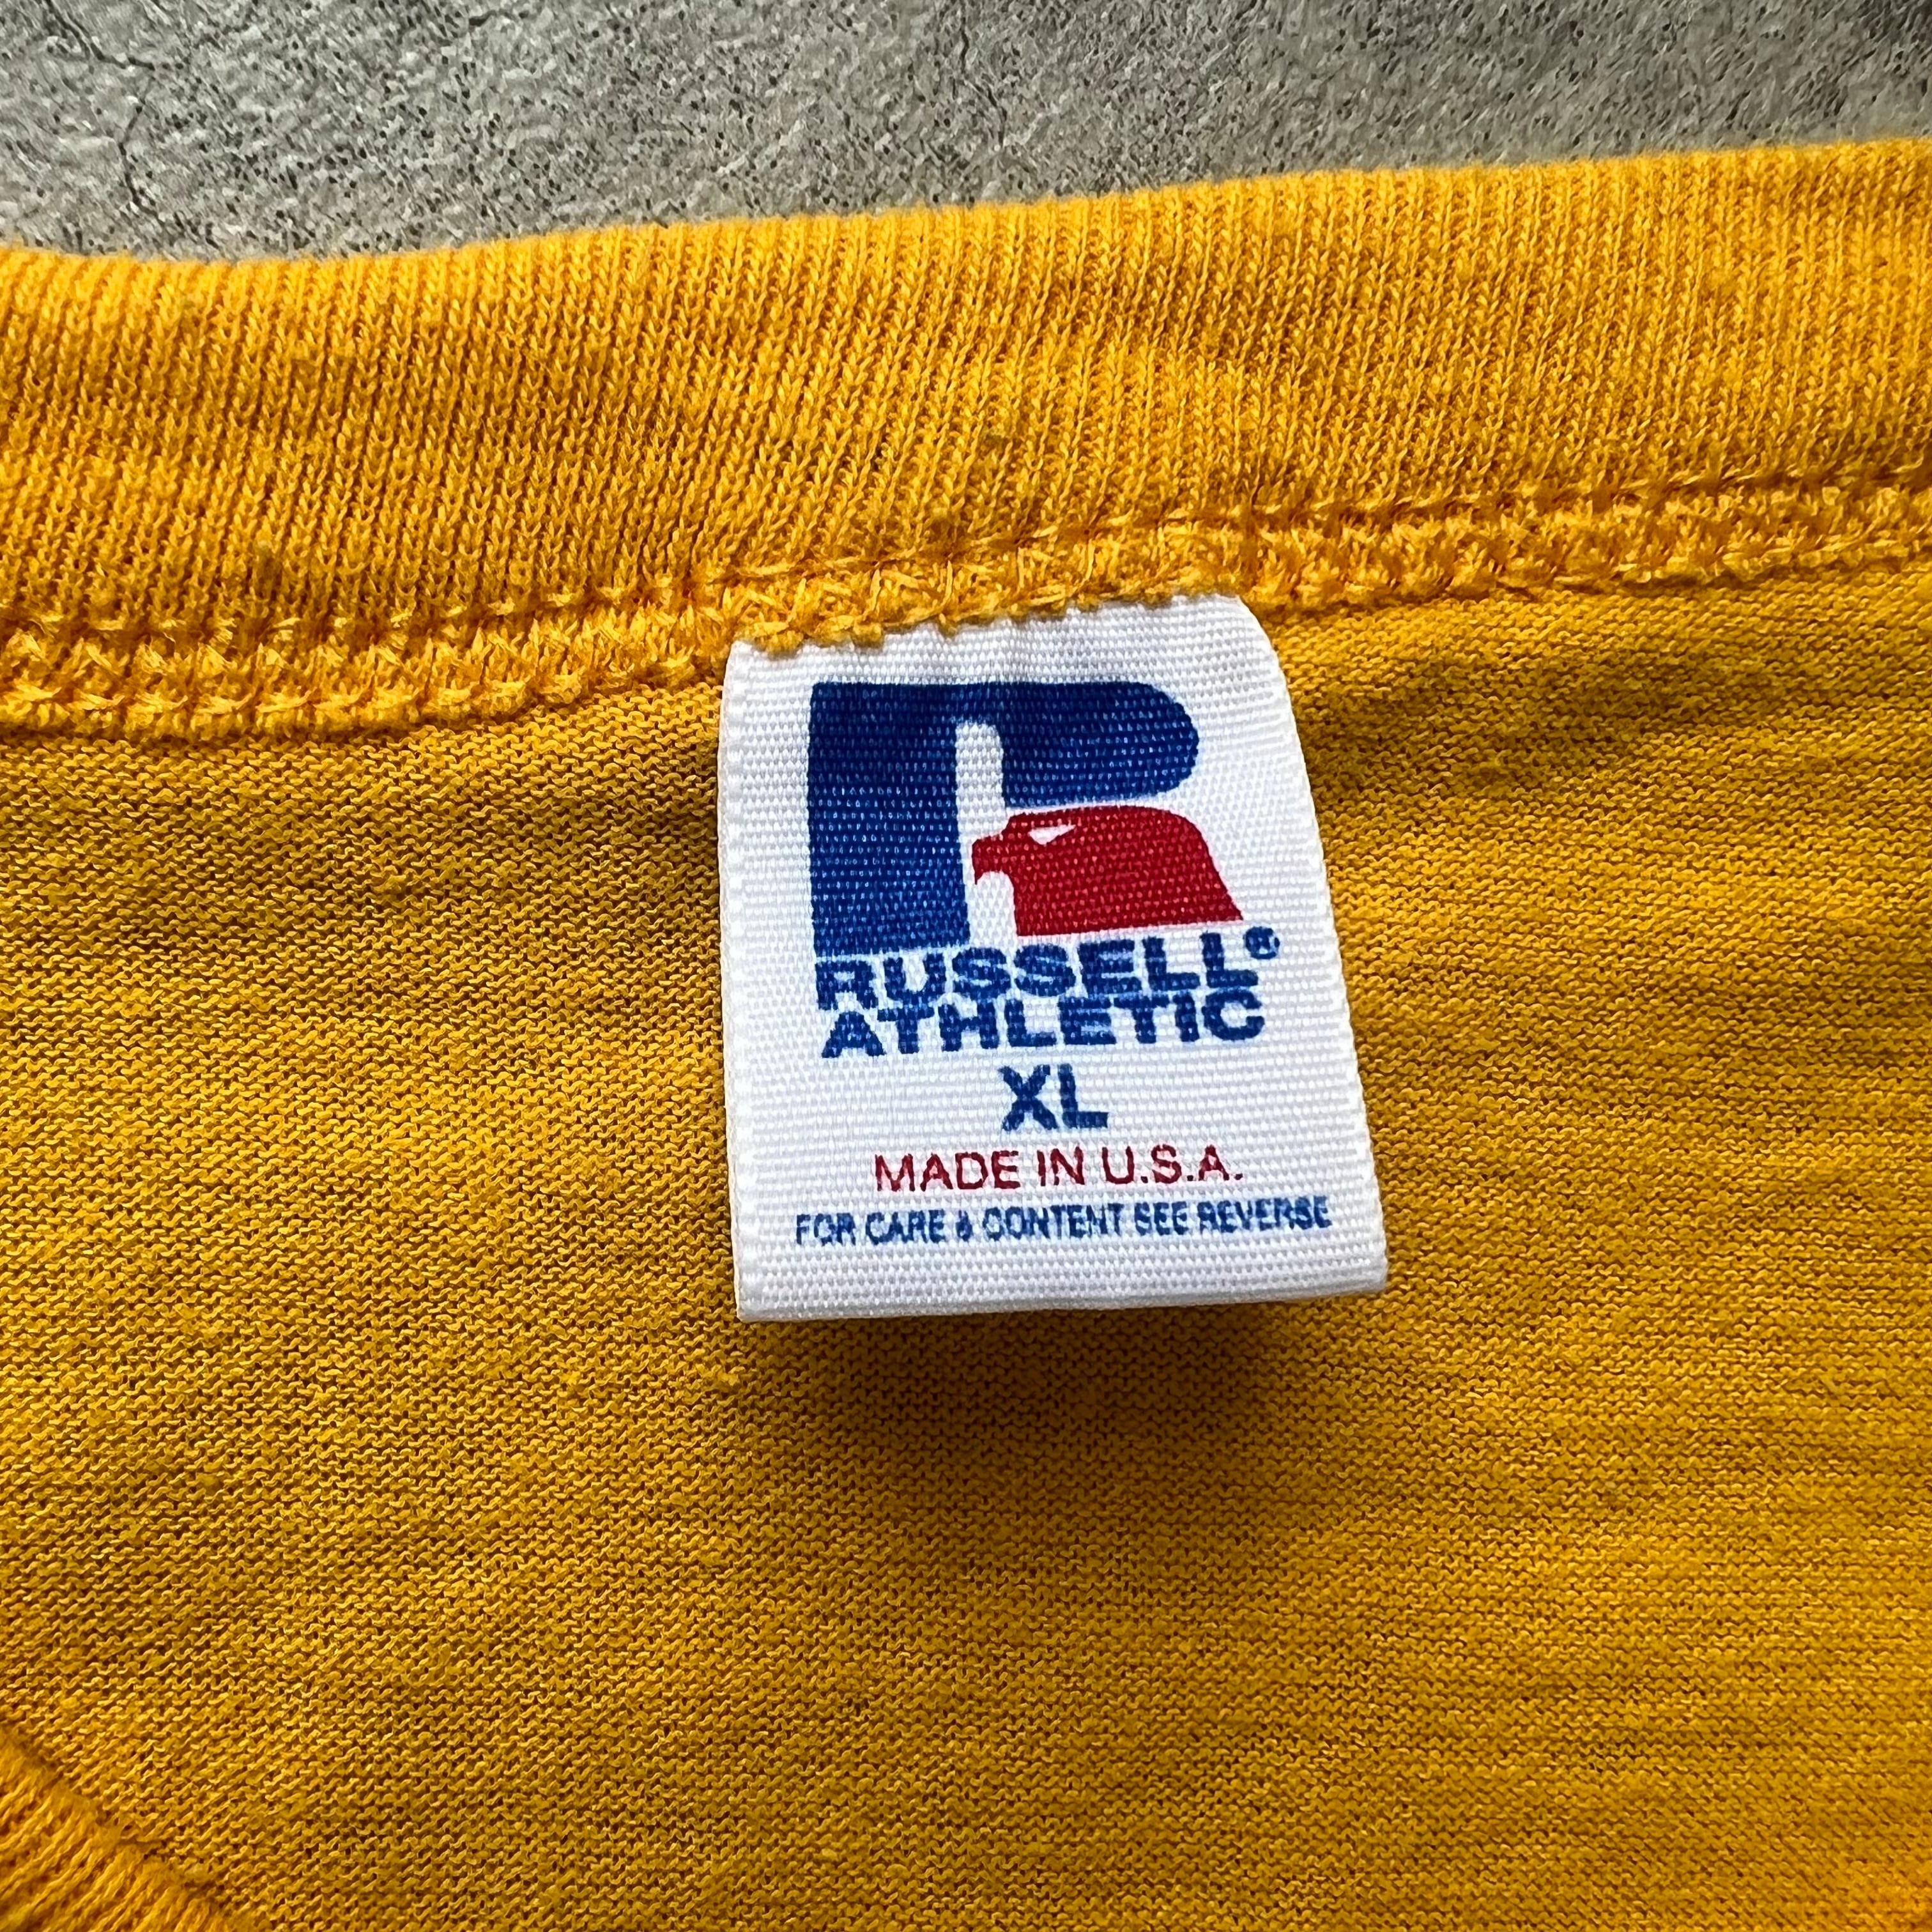 RUSSELL®
ATHLETIC
XL
MADE IN U.S.A.
FOR CARE & CONTENT SEE REVERSE